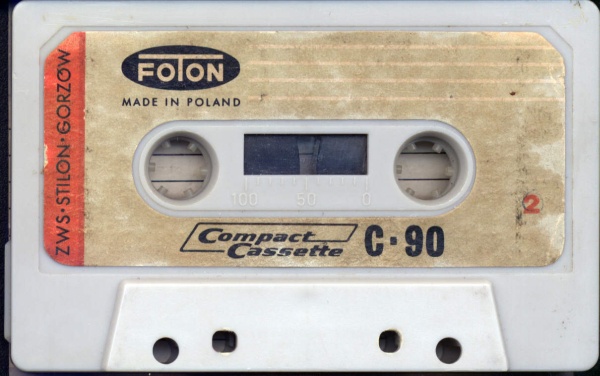 FOTON
MADE IN POLAND
ZWS·STILON·GORZÓW
100 50 0
2
Compact
Cassette
C·90